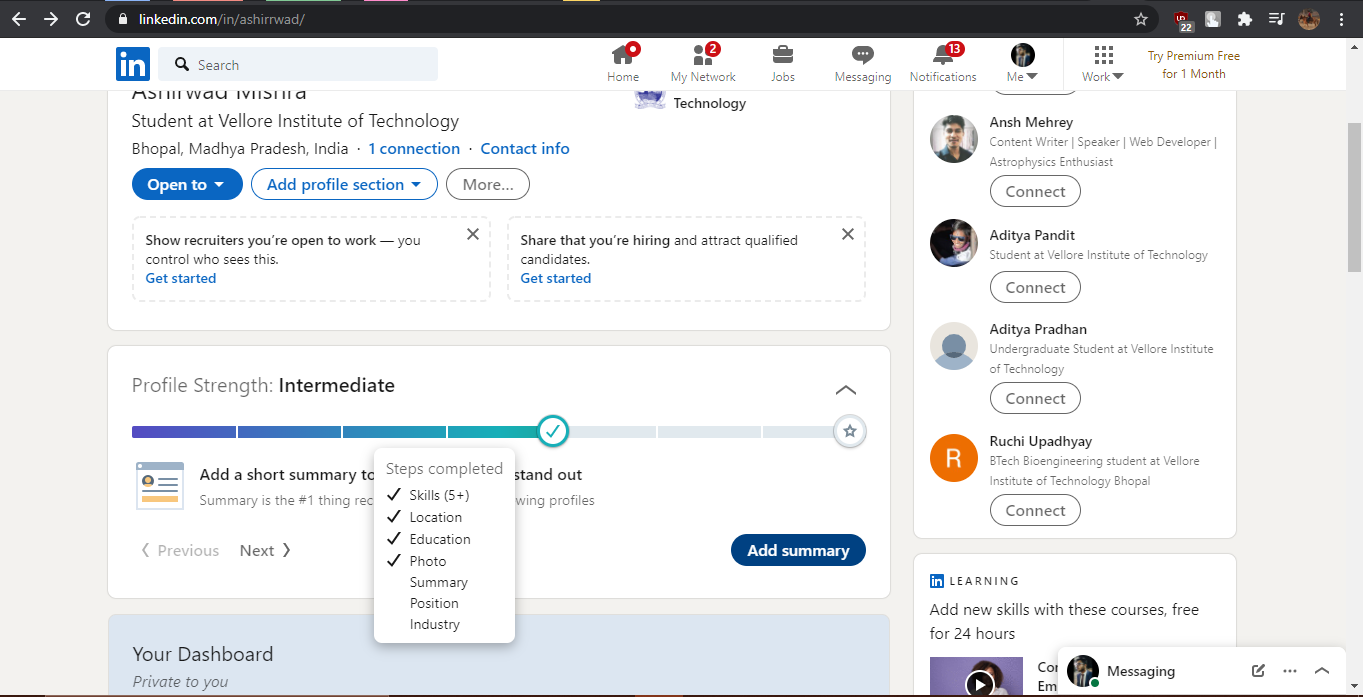 linkedin.com/in/ashirrwad/
22
in
Search
Home
2
My Network
Jobs
Messaging
13
Notifications
Me
Work
Try Premium Free
for 1 Month
Ashirwad Mishra
Student at Vellore Institute of Technology
Bhopal, Madhya Pradesh, India · 1 connection · Contact info
Technology
Open to
Add profile section
More...
Show recruiters you're open to work — you
control who sees this.
Get started
Share that you're hiring and attract qualified
candidates.
Get started
Profile Strength: Intermediate
Add a short summary to
stand out
Summary is the #1 thing
wing profiles
Previous
Next
Add summary
Steps completed
Skills (5+)
Location
Education
Photo
Summary
Position
Industry
Your Dashboard
Private to you
Ansh Mehrey
Content Writer | Speaker | Web Developer |
Astrophysics Enthusiast
Connect
Aditya Pandit
Student at Vellore Institute of Technology
Connect
Aditya Pradhan
Undergraduate Student at Vellore Institute
of Technology
Connect
R
Ruchi Upadhyay
BTech Bioengineering student at Vellore
Institute of Technology Bhopal
Connect
in LEARNING
Add new skills with these courses, free
for 24 hours
Messaging